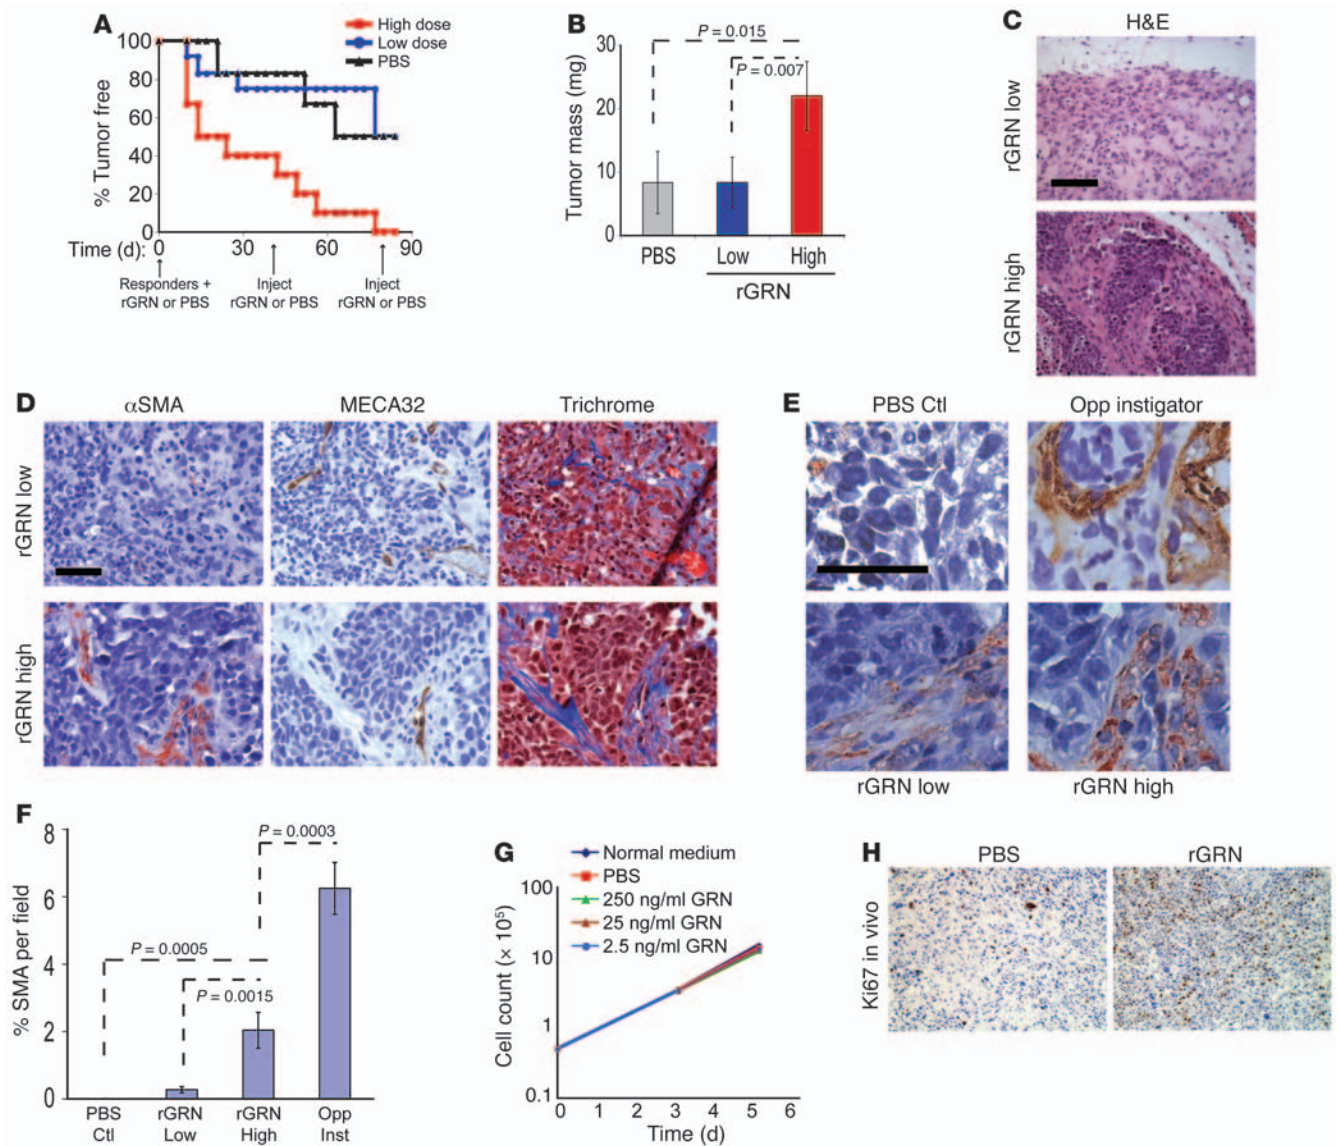 A
High dose
Low dose
PBS
% Tumor free
100
80
60
40
20
0
Time (d):
0
30
60
90
Responders +
rGRN or PBS
Inject
rGRN or PBS
Inject
rGRN or PBS
B
P = 0.015
P = 0.007
Tumor mass (mg)
30
20
10
0
PBS
Low
High
rGRN
C
H&E
rGRN low
rGRN high
D
αSMA
MECA32
Trichrome
rGRN low
rGRN high
E
PBS Ctl
Opp instigator
rGRN low
rGRN high
F
% SMA per field
8
6
4
2
0
P = 0.0003
P = 0.0005
P = 0.0015
PBS
Ctl
rGRN
Low
rGRN
High
Opp
Inst
G
Normal medium
PBS
250 ng/ml GRN
25 ng/ml GRN
2.5 ng/ml GRN
Cell count (× 10⁵)
100
10
1
0.1
0
1
2
3
4
5
6
Time (d)
H
PBS
rGRN
Ki67 in vivo